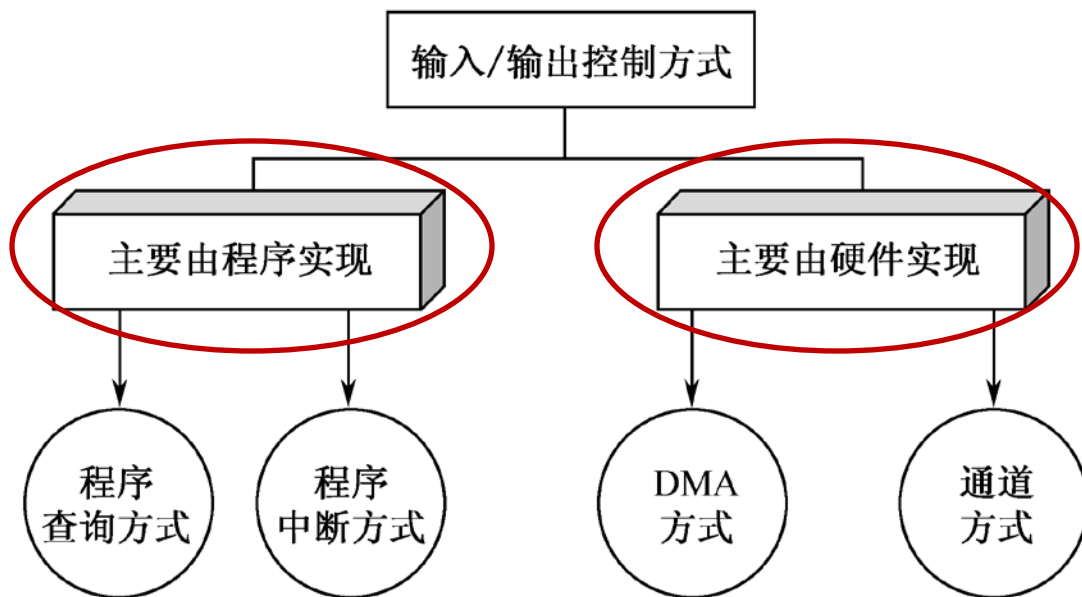 输入/输出控制方式
主要由程序实现
主要由硬件实现
程序
查询方式
程序
中断方式
DMA
方式
通道
方式